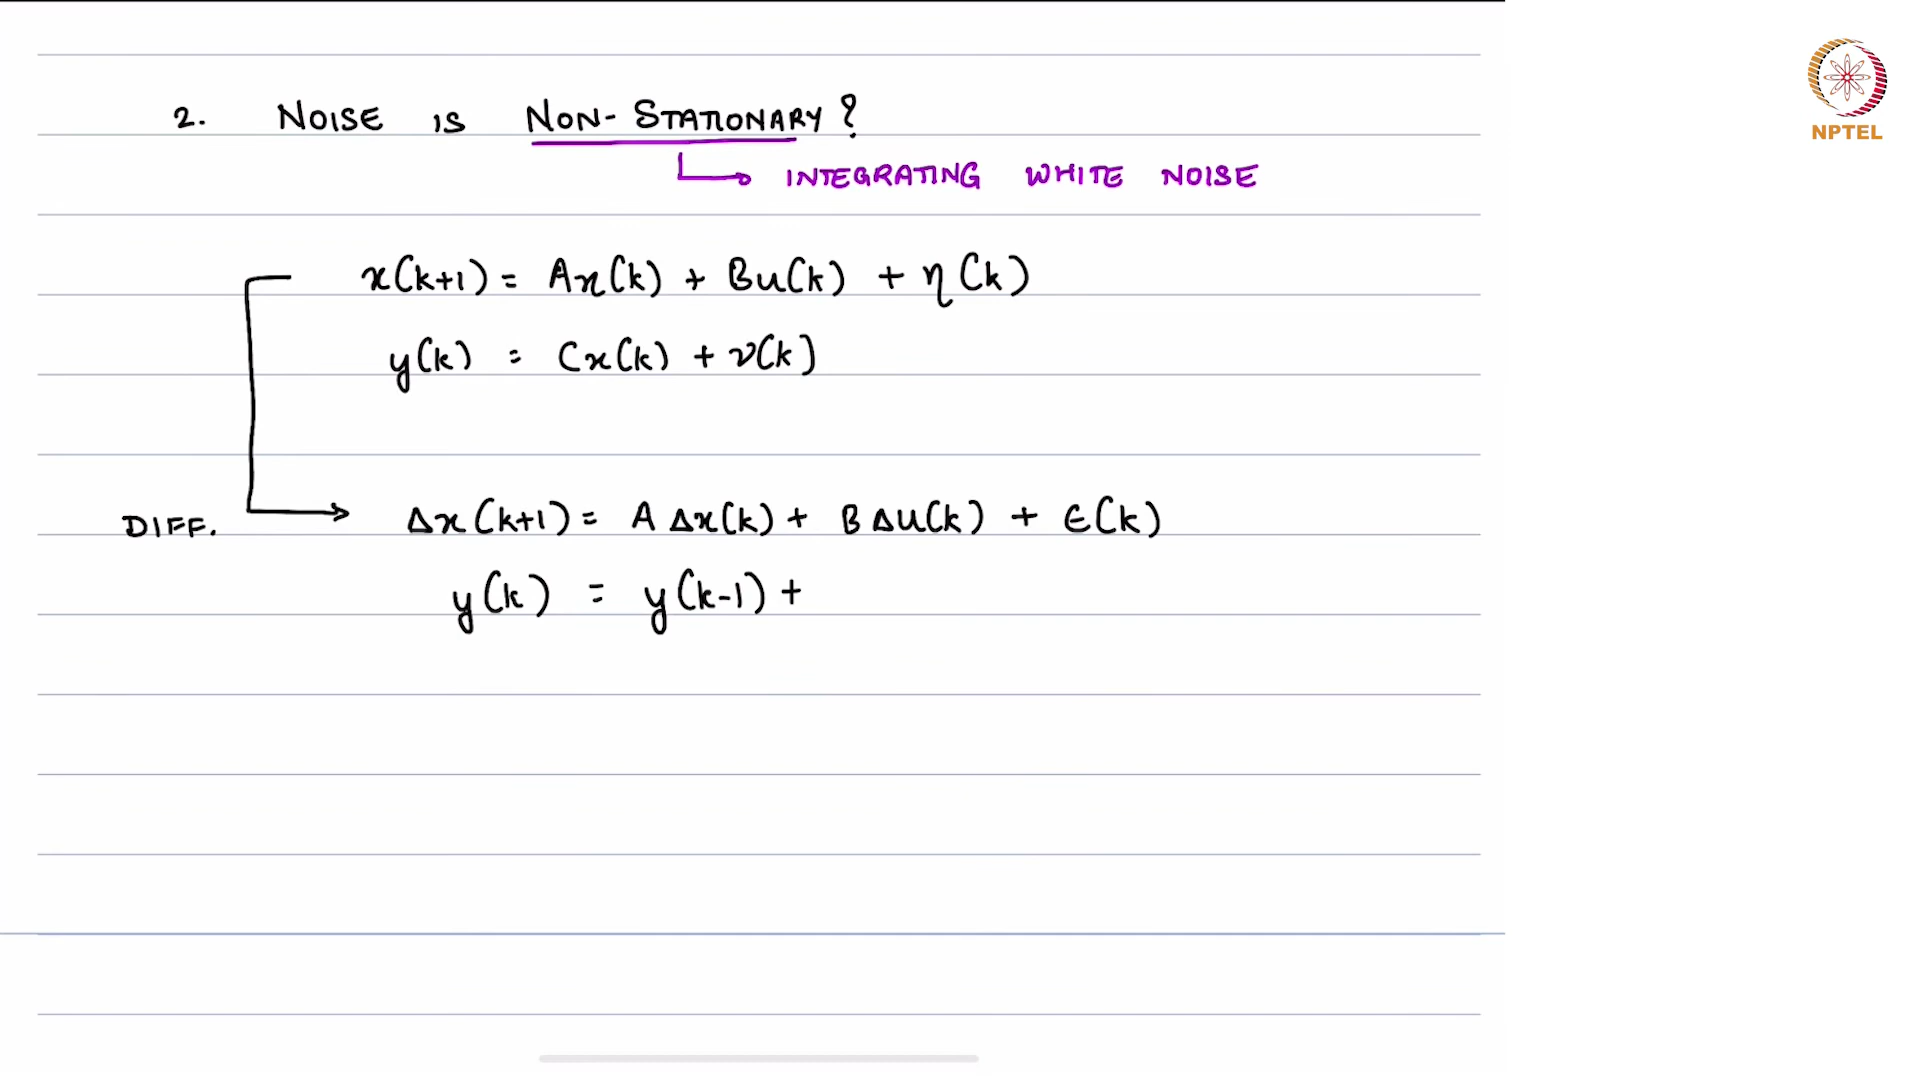 2. NOISE IS NON-STATIONARY?
INTEGRATING WHITE NOISE
x(k+1) = Ax(k) + Bu(k) + η(k)
y(k) = Cx(k) + ν(k)
DIFF. Δx(k+1) = A Δx(k) + B Δu(k) + ϵ(k)
y(k) = y(k-1) +
NPTEL